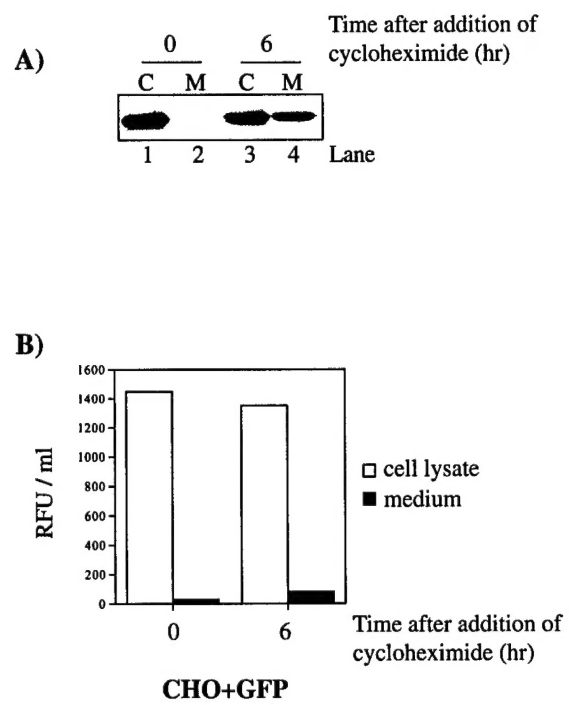 Time after addition of
cycloheximide (hr)
0 6
A)
C M C M
1 2 3 4 Lane
B)
1600
1400
1200
1000
800
600
400
200
0
RFU / ml
cell lysate
medium
0 6
Time after addition of
cycloheximide (hr)
CHO+GFP